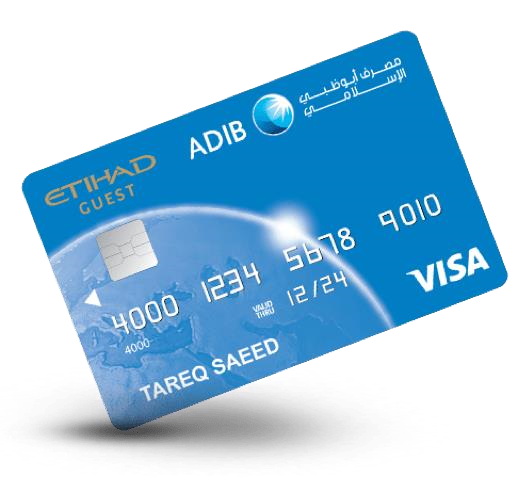 ETIHAD
GUEST
ADIB
مصرف أبوظبي
الإسلامي
4000 1234 5678 9010
4000
VALID
THRU
12/24
TAREQ SAEED
VISA